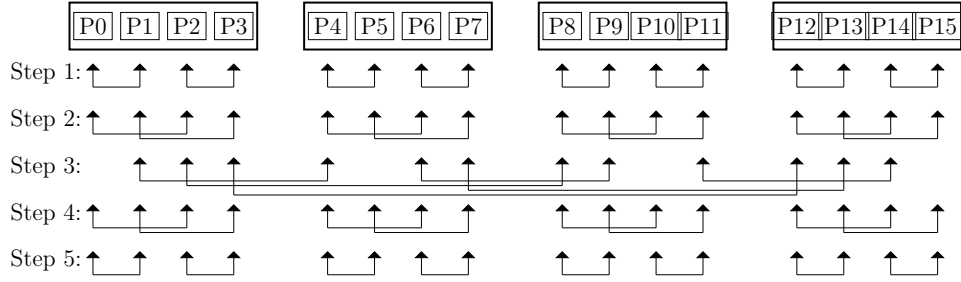 P0 P1 P2 P3 P4 P5 P6 P7 P8 P9 P10 P11 P12 P13 P14 P15
Step 1:
Step 2:
Step 3:
Step 4:
Step 5: